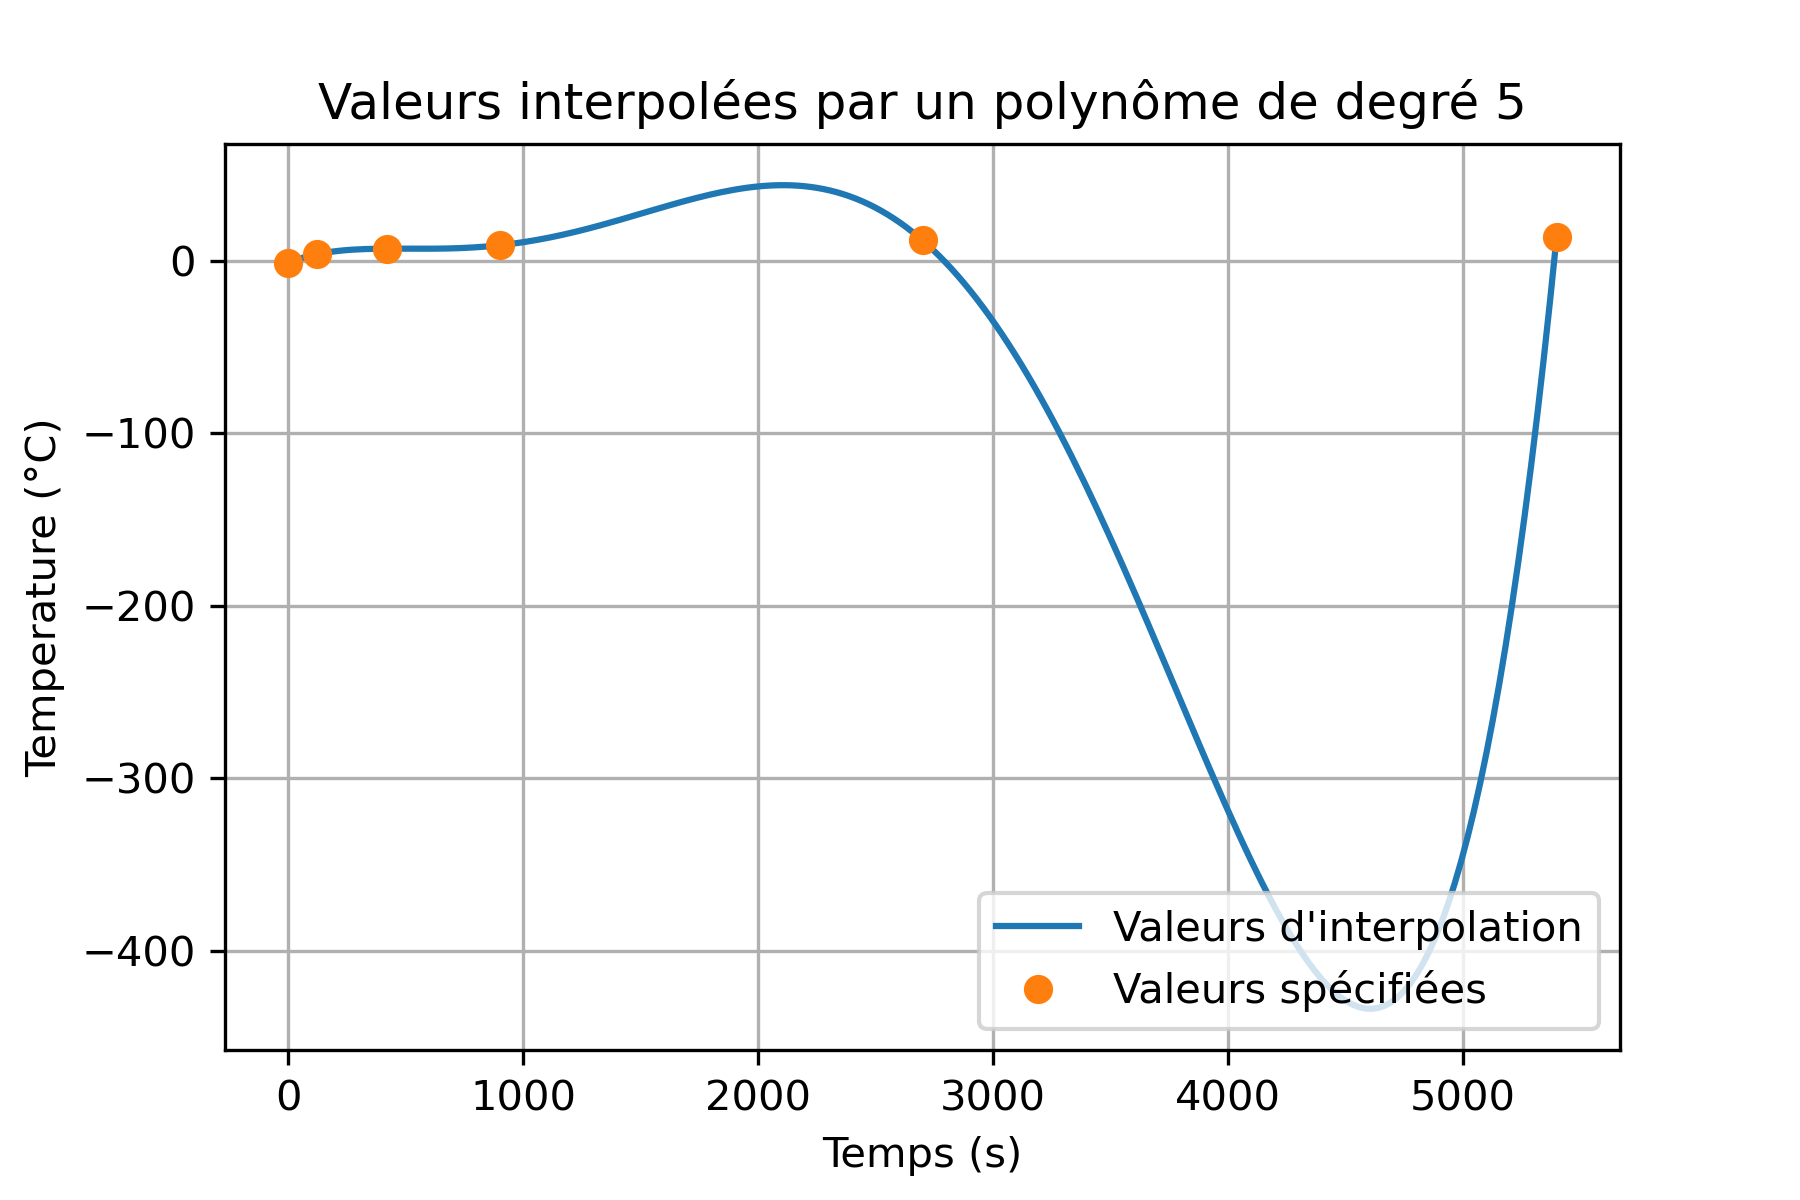 Valeurs interpolées par un polynôme de degré 5
Temperature (°C)
0
−100
−200
−300
−400
Valeurs d'interpolation
Valeurs spécifiées
0 1000 2000 3000 4000 5000
Temps (s)